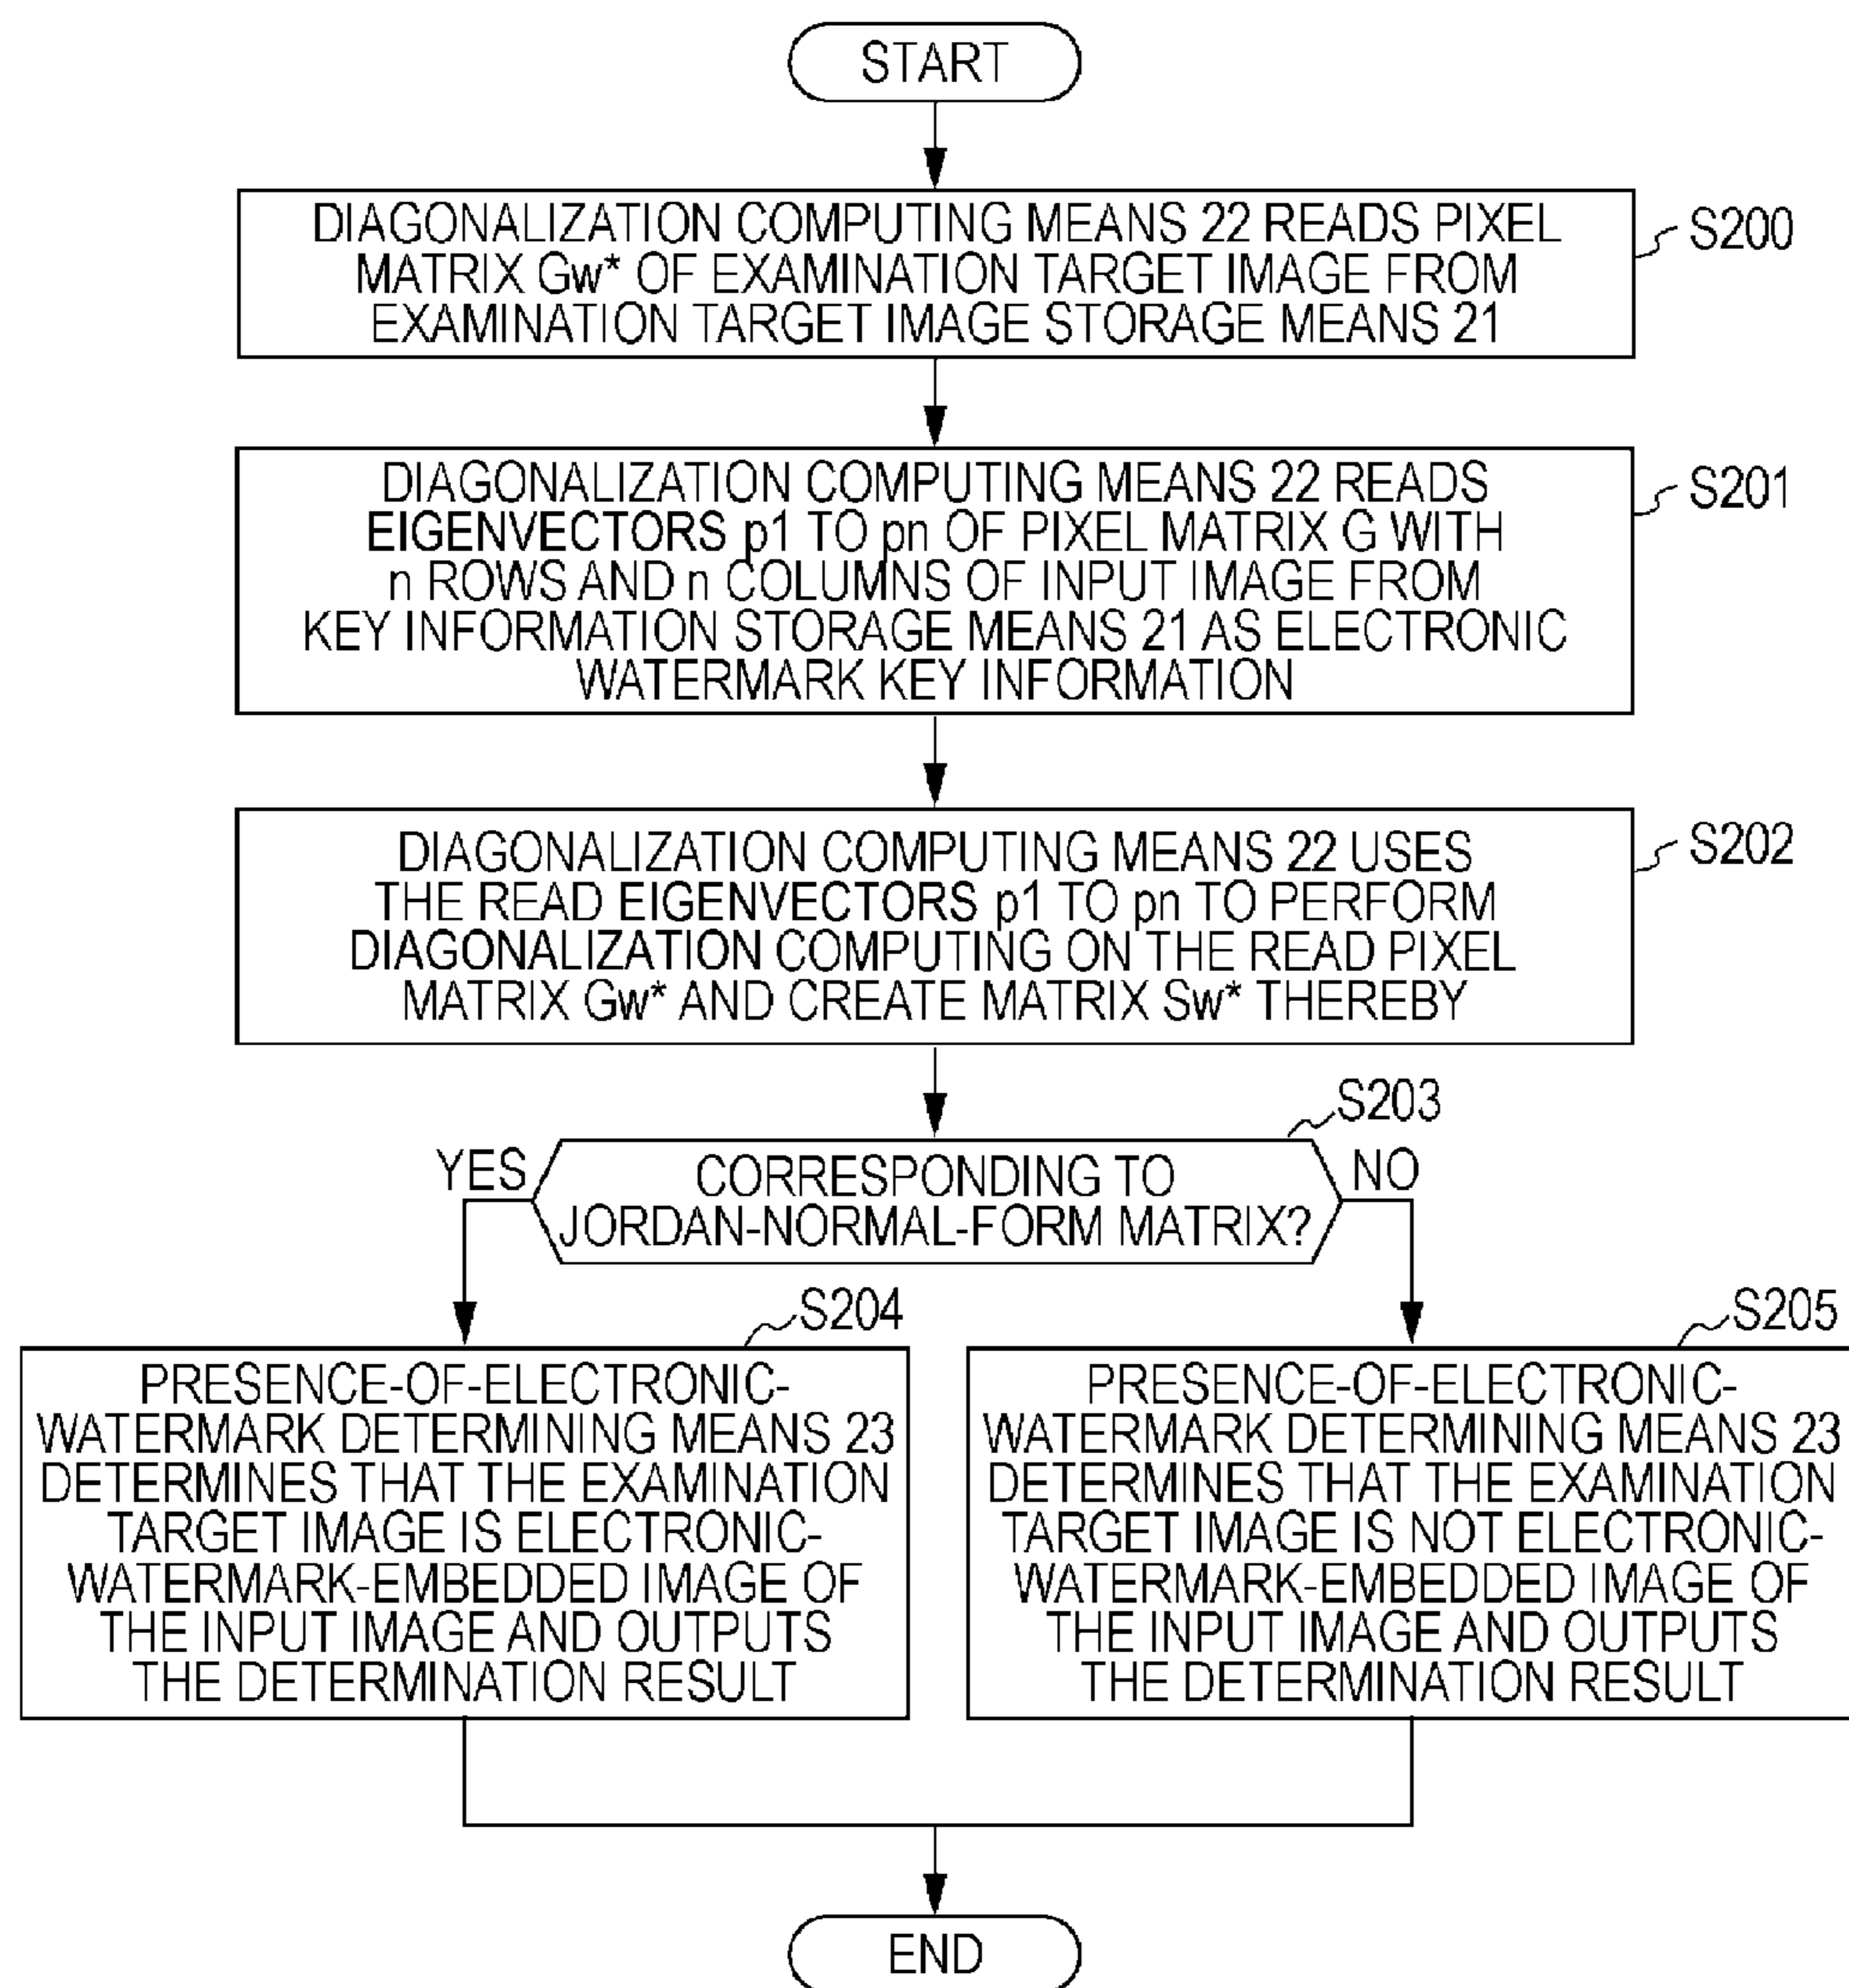 START
DIAGONALIZATION COMPUTING MEANS 22 READS PIXEL
MATRIX Gw* OF EXAMINATION TARGET IMAGE FROM
EXAMINATION TARGET IMAGE STORAGE MEANS 21
S200
DIAGONALIZATION COMPUTING MEANS 22 READS
EIGENVECTORS p1 TO pn OF PIXEL MATRIX G WITH
n ROWS AND n COLUMNS OF INPUT IMAGE FROM
KEY INFORMATION STORAGE MEANS 21 AS ELECTRONIC
WATERMARK KEY INFORMATION
S201
DIAGONALIZATION COMPUTING MEANS 22 USES
THE READ EIGENVECTORS p1 TO pn TO PERFORM
DIAGONALIZATION COMPUTING ON THE READ PIXEL
MATRIX Gw* AND CREATE MATRIX Sw* THEREBY
S202
S203
YES
CORRESPONDING TO
JORDAN-NORMAL-FORM MATRIX?
NO
S204
PRESENCE-OF-ELECTRONIC-
WATERMARK DETERMINING MEANS 23
DETERMINES THAT THE EXAMINATION
TARGET IMAGE IS ELECTRONIC-
WATERMARK-EMBEDDED IMAGE OF
THE INPUT IMAGE AND OUTPUTS
THE DETERMINATION RESULT
S205
PRESENCE-OF-ELECTRONIC-
WATERMARK DETERMINING MEANS 23
DETERMINES THAT THE EXAMINATION
TARGET IMAGE IS NOT ELECTRONIC-
WATERMARK-EMBEDDED IMAGE OF
THE INPUT IMAGE AND OUTPUTS
THE DETERMINATION RESULT
END